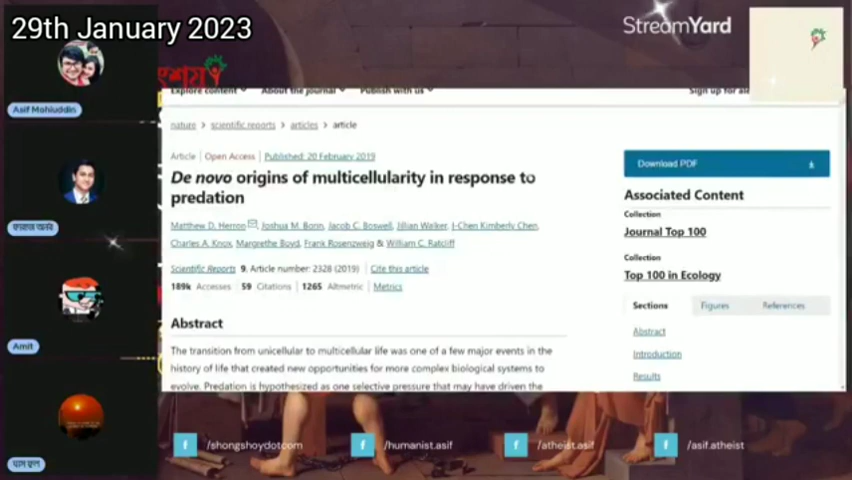 29th January 2023
StreamYard
সংশয়
Asif Mohiuddin
Amit
ঘাস ফুল
Explore content About the journal Publish with us
nature > scientific reports > articles > article
Article | Open Access | Published: 20 February 2019
De novo origins of multicellularity in response to
predation
Matthew D. Herron, Joshua M. Borin, Jacob C. Boswell, Jillian Walker, I-Chen Kimberly Chen,
Charles A. Knox, Margrethe Boyd, Frank Rosenzweig & William C. Ratcliff
Scientific Reports 9, Article number: 2328 (2019) | Cite this article
189k Accesses | 59 Citations | 1265 Altmetric | Metrics
Abstract
The transition from unicellular to multicellular life was one of a few major events in the
history of life that created new opportunities for more complex biological systems to
evolve. Predation is hypothesized as one selective pressure that may have driven the
Sign up for
Download PDF
Associated Content
Collection
Journal Top 100
Collection
Top 100 in Ecology
Sections Figures References
Abstract
Introduction
Results
/shongshoydotcom /humanist.asif /atheist.asif /asif.atheist